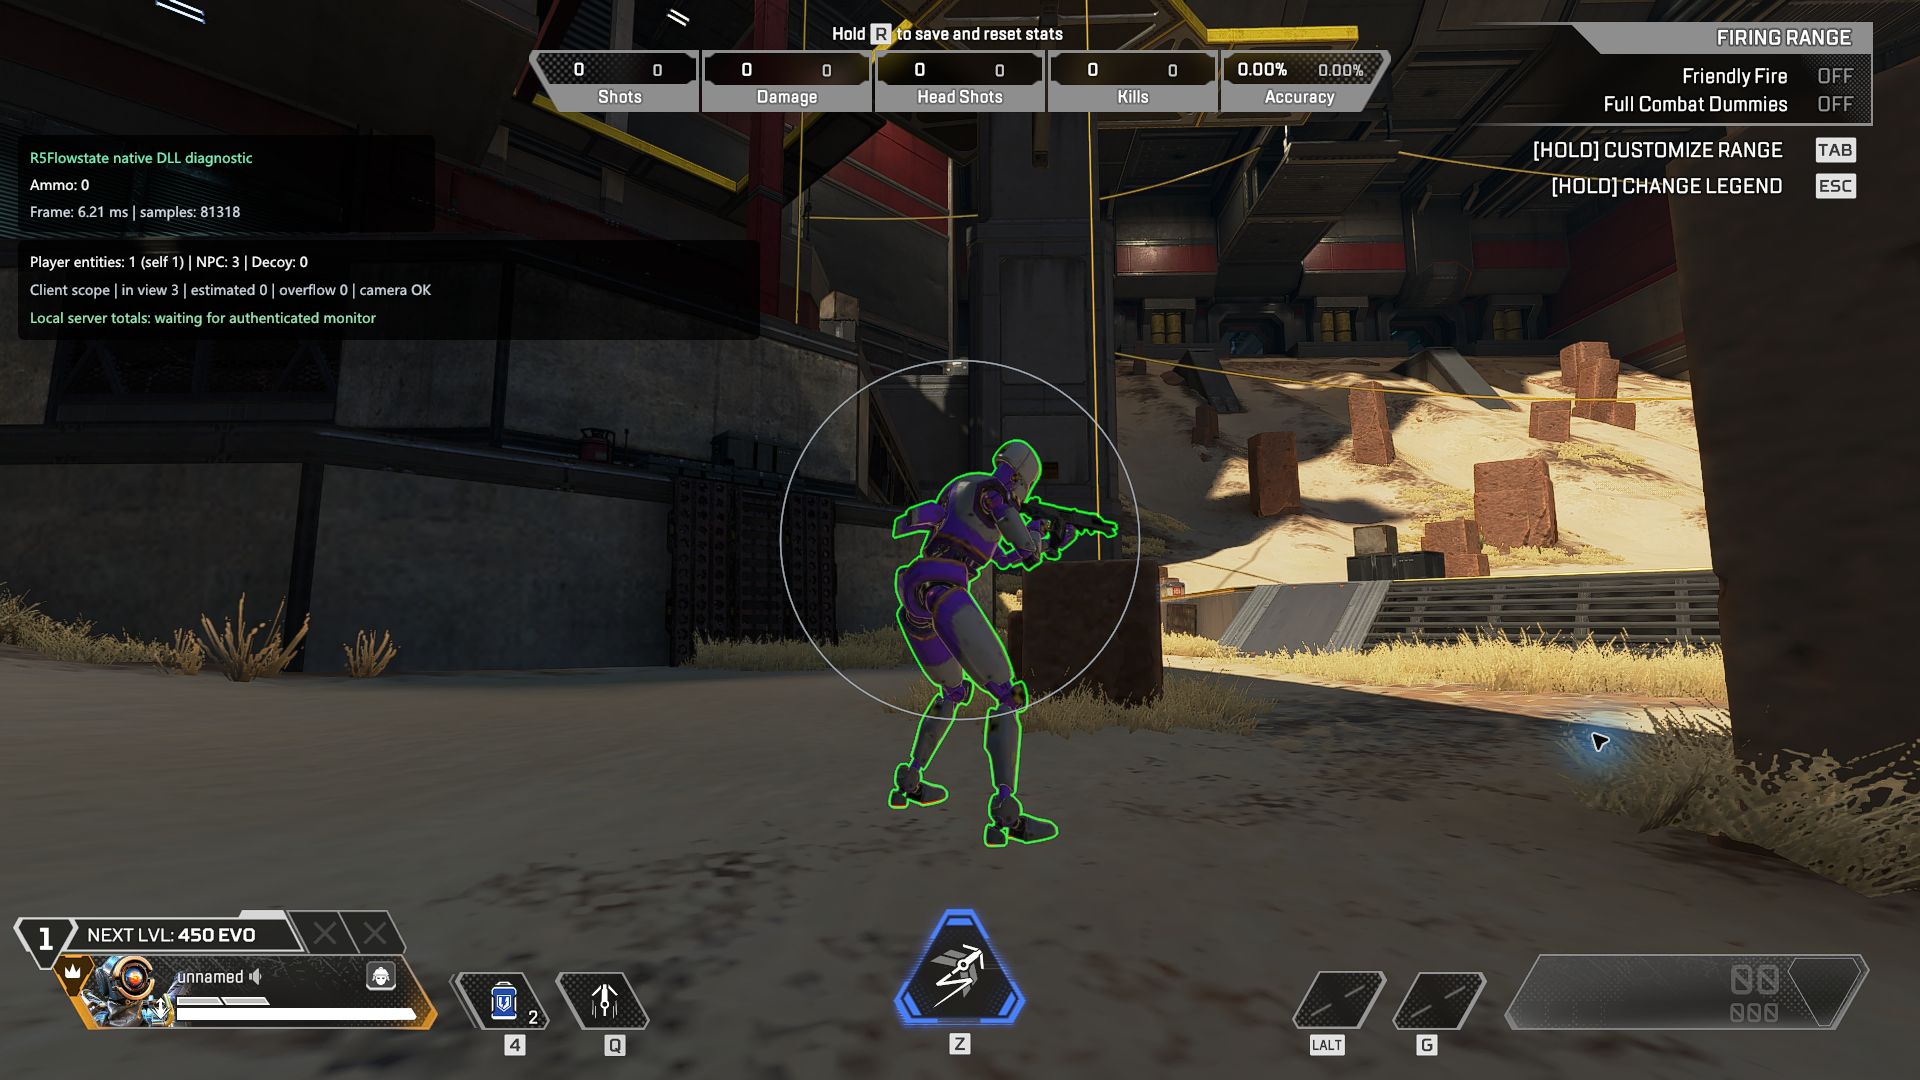 Hold R to save and reset stats
0 0 0 0 0 0 0 0 0.00% 0.00%
Shots Damage Head Shots Kills Accuracy
FIRING RANGE
Friendly Fire OFF
Full Combat Dummies OFF
[HOLD] CUSTOMIZE RANGE TAB
[HOLD] CHANGE LEGEND ESC
R5Flowstate native DLL diagnostic
Ammo: 0
Frame: 6.21 ms | samples: 81318
Player entities: 1 (self 1) | NPC: 3 | Decoy: 0
Client scope | in view 3 | estimated 0 | overflow 0 | camera OK
Local server totals: waiting for authenticated monitor
1 NEXT LVL: 450 EVO
unnamed
2
4 Q Z LALT G
00
000